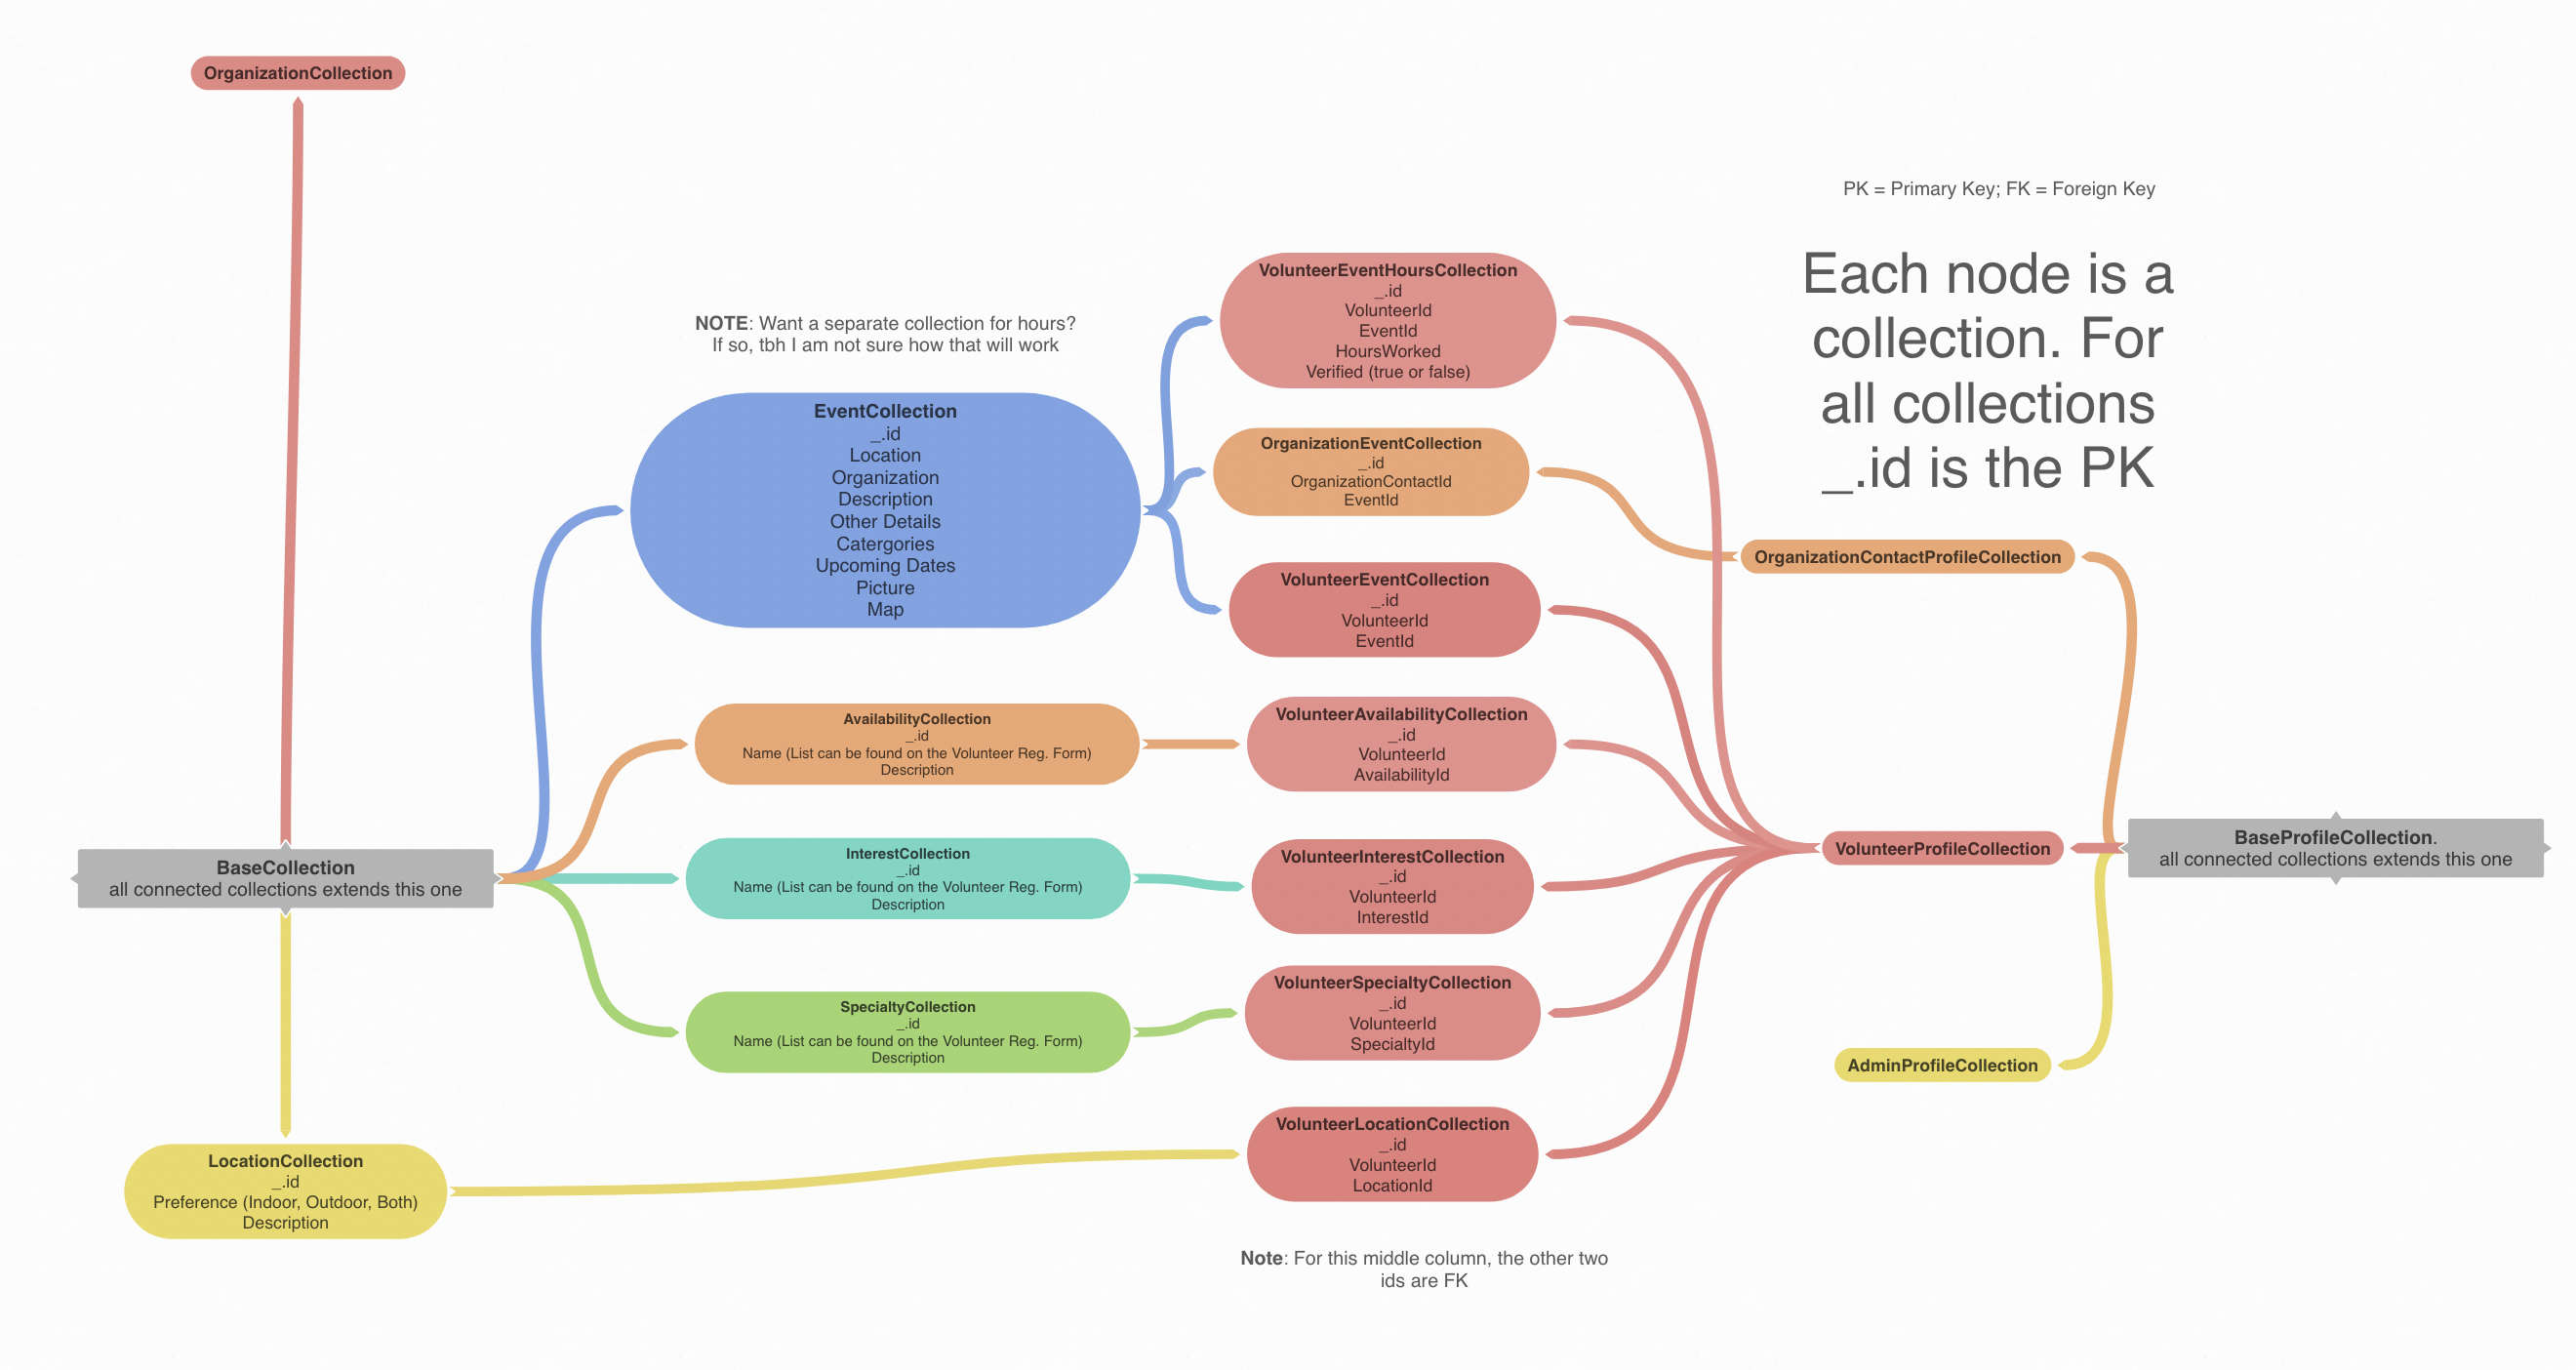 OrganizationCollection
PK = Primary Key; FK = Foreign Key
Each node is a
collection. For
all collections
_.id is the PK
NOTE: Want a separate collection for hours?
If so, tbh I am not sure how that will work
VolunteerEventHoursCollection
_.id
VolunteerId
EventId
HoursWorked
Verified (true or false)
EventCollection
_.id
Location
Organization
Description
Other Details
Catergories
Upcoming Dates
Picture
Map
OrganizationEventCollection
_.id
OrganizationContactId
EventId
OrganizationContactProfileCollection
VolunteerEventCollection
_.id
VolunteerId
EventId
AvailabilityCollection
_.id
Name (List can be found on the Volunteer Reg. Form)
Description
VolunteerAvailabilityCollection
_.id
VolunteerId
AvailabilityId
BaseCollection
all connected collections extends this one
InterestCollection
_.id
Name (List can be found on the Volunteer Reg. Form)
Description
VolunteerInterestCollection
_.id
VolunteerId
InterestId
VolunteerProfileCollection
BaseProfileCollection.
all connected collections extends this one
SpecialtyCollection
_.id
Name (List can be found on the Volunteer Reg. Form)
Description
VolunteerSpecialtyCollection
_.id
VolunteerId
SpecialtyId
AdminProfileCollection
LocationCollection
_.id
Preference (Indoor, Outdoor, Both)
Description
VolunteerLocationCollection
_.id
VolunteerId
LocationId
Note: For this middle column, the other two
ids are FK